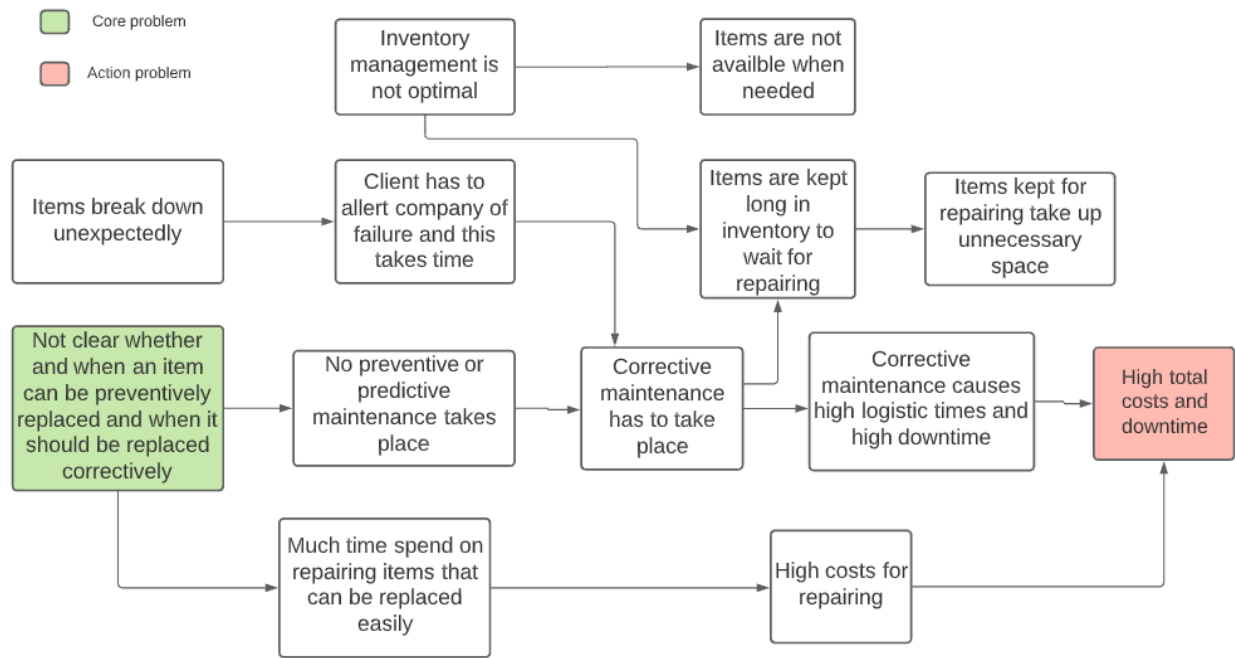 Core problem
Action problem
Inventory
management is
not optimal
Items are not
availble when
needed
Items break down
unexpectedly
Client has to
allert company of
failure and this
takes time
Items are kept
long in
inventory to
wait for
repairing
Items kept for
repairing take up
unnecessary
space
Not clear whether
and when an item
can be preventively
replaced and when it
should be replaced
correctively
No preventive or
predictive
maintenance takes
place
Corrective
maintenance
has to take
place
Corrective
maintenance causes
high logistic times and
high downtime
High total
costs and
downtime
Much time spend on
repairing items that
can be replaced
easily
High costs for
repairing